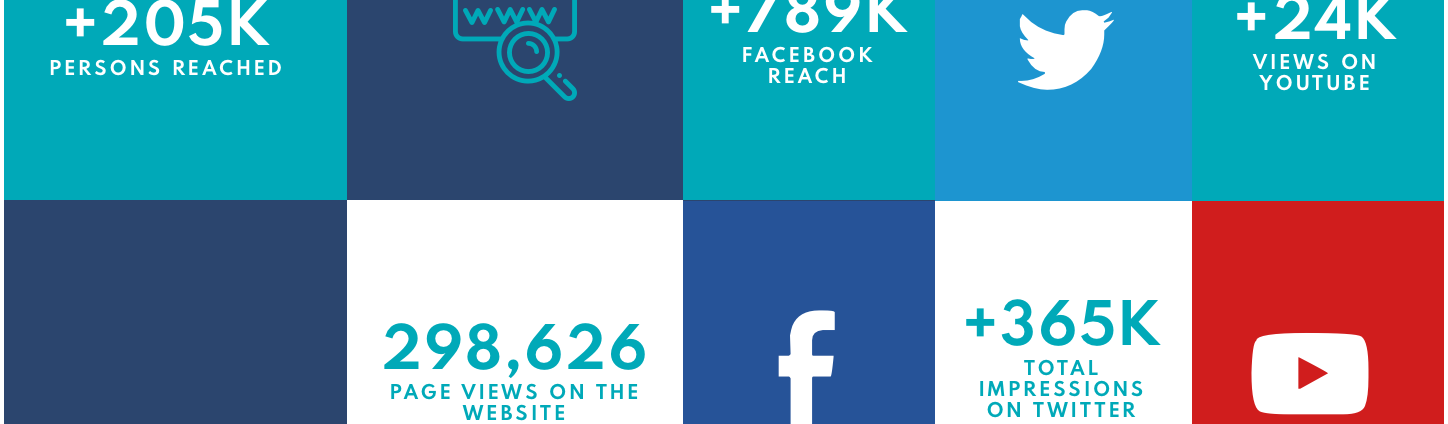 +205K
PERSONS REACHED
www
+789K
FACEBOOK
REACH
+24K
VIEWS ON
YOUTUBE
298,626
PAGE VIEWS ON THE
WEBSITE
+365K
TOTAL
IMPRESSIONS
ON TWITTER